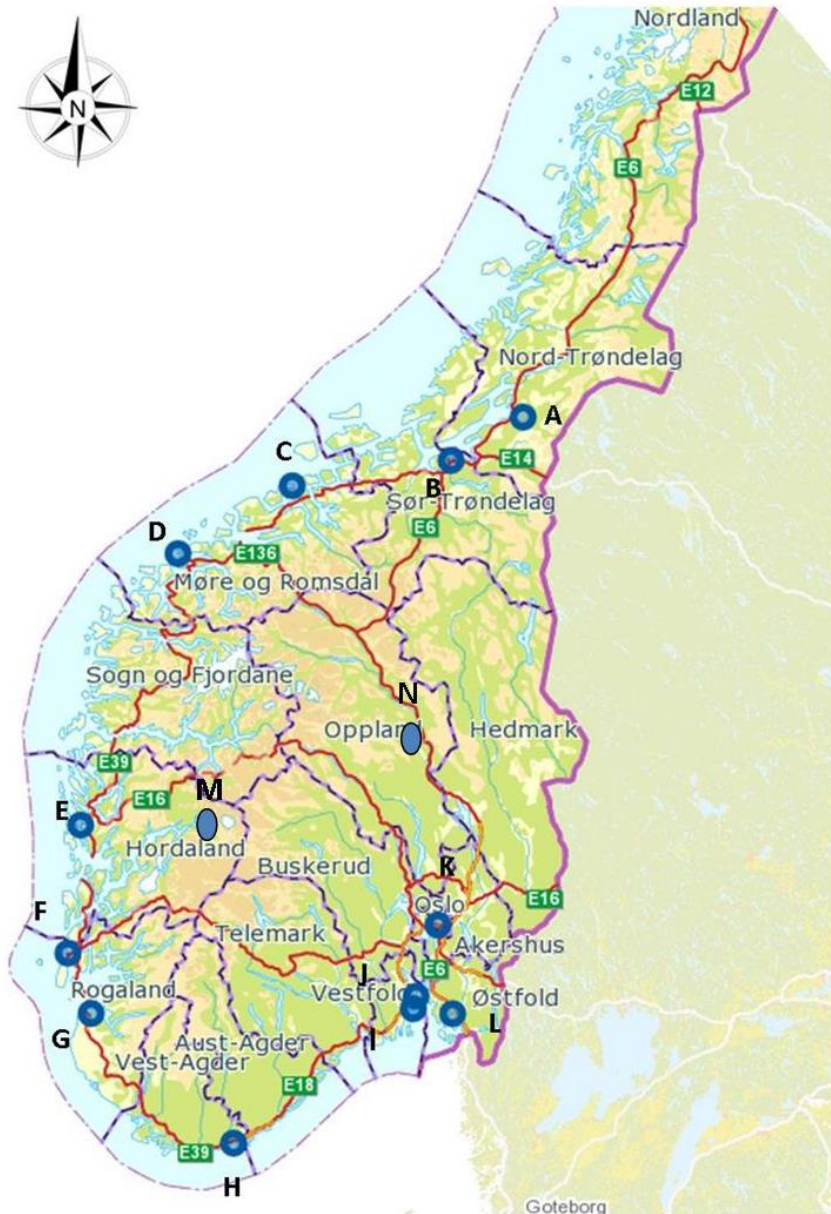 Nordland
N
E12
E6
Nord-Trøndelag
A
C
B
E14
Sør-Trøndelag
D
E6
E136
Møre og Romsdal
Sogn og Fjordane
N
Oppland
Hedmark
E39
E16
M
E
Hordaland
Buskerud
K
E16
F
Oslo
Telemark
Akershus
J
E6
Rogaland
Vestfold
Østfold
G
I
L
Aust-Agder
Vest-Agder
E18
E39
H
Goteborg